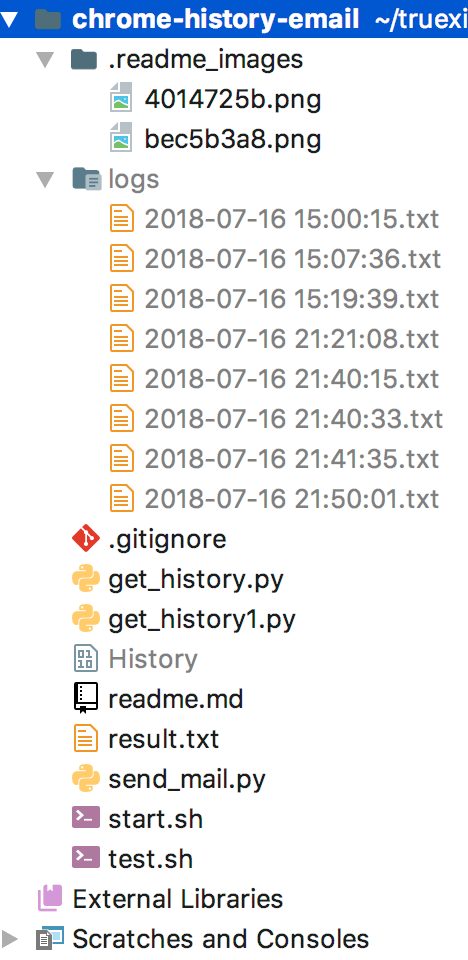 chrome-history-email ~/truexi
.readme_images
4014725b.png
bec5b3a8.png
logs
2018-07-16 15:00:15.txt
2018-07-16 15:07:36.txt
2018-07-16 15:19:39.txt
2018-07-16 21:21:08.txt
2018-07-16 21:40:15.txt
2018-07-16 21:40:33.txt
2018-07-16 21:41:35.txt
2018-07-16 21:50:01.txt
.gitignore
get_history.py
get_history1.py
History
readme.md
result.txt
send_mail.py
start.sh
test.sh
External Libraries
Scratches and Consoles